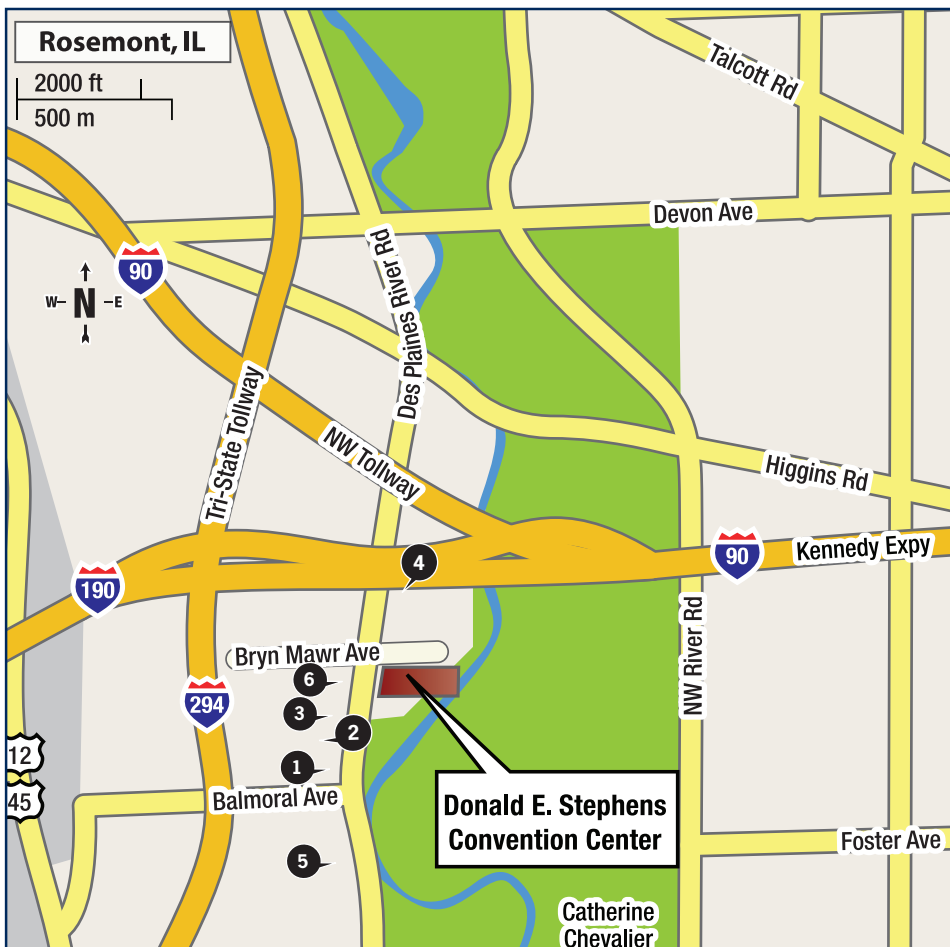 Rosemont, IL
2000 ft
500 m
Talcott Rd
Devon Ave
90
W N E
Des Plaines River Rd
Tri-State Tollway
NW Tollway
Higgins Rd
Kennedy Expy
90
4
190
Bryn Mawr Ave
6
NW River Rd
294
3
2
12
1
45
Balmoral Ave
Donald E. Stephens
Convention Center
Foster Ave
5
Catherine
Chevalier